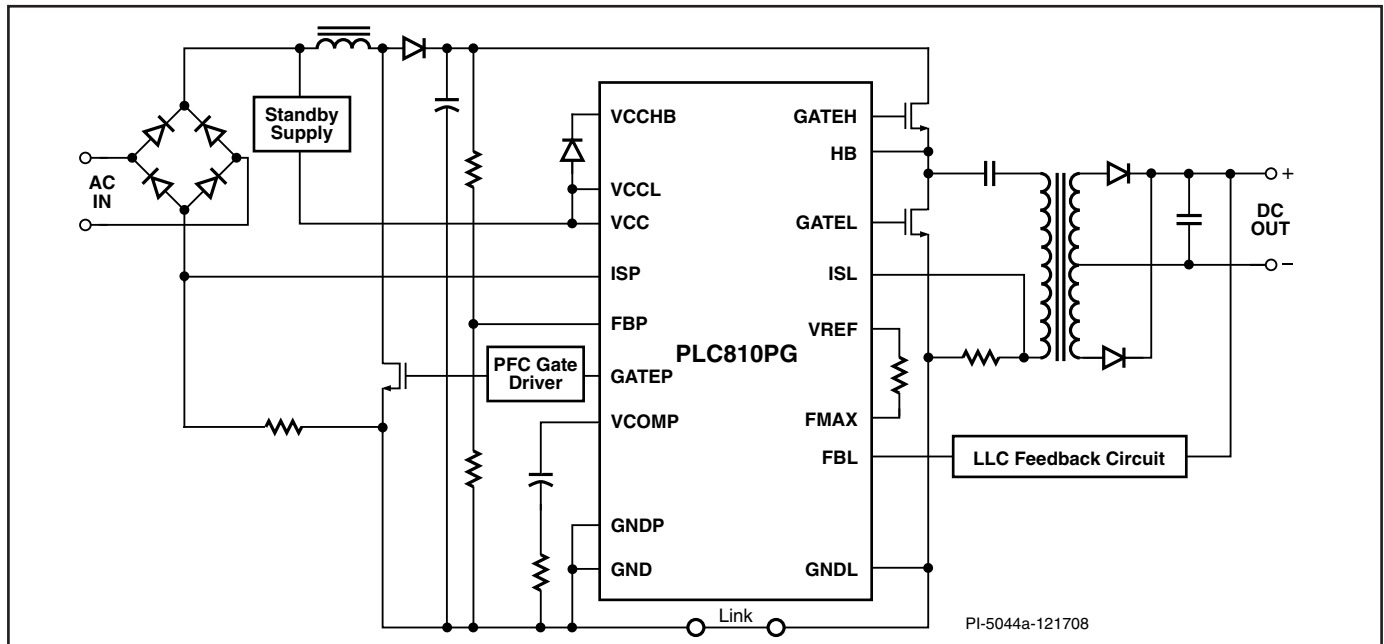 Standby
Supply
AC
IN
VCCHB
VCCL
VCC
ISP
FBP
GATEP
VCOMP
GNDP
GND
PFC Gate
Driver
PLC810PG
GATEH
HB
GATEL
ISL
VREF
FMAX
FBL
GNDL
LLC Feedback Circuit
+
DC
OUT
−
Link
PI-5044a-121708